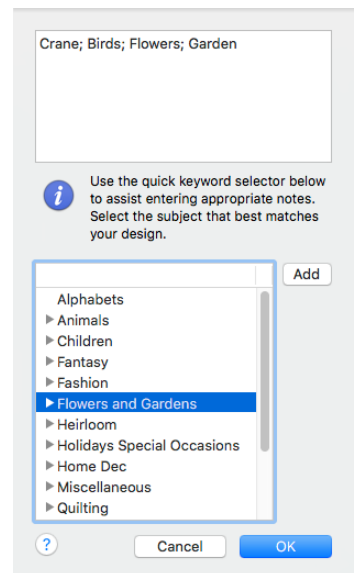 Crane; Birds; Flowers; Garden
Use the quick keyword selector below
to assist entering appropriate notes.
Select the subject that best matches
your design.
Add
Alphabets
Animals
Children
Fantasy
Fashion
Flowers and Gardens
Heirloom
Holidays Special Occasions
Home Dec
Miscellaneous
Quilting
? Cancel OK